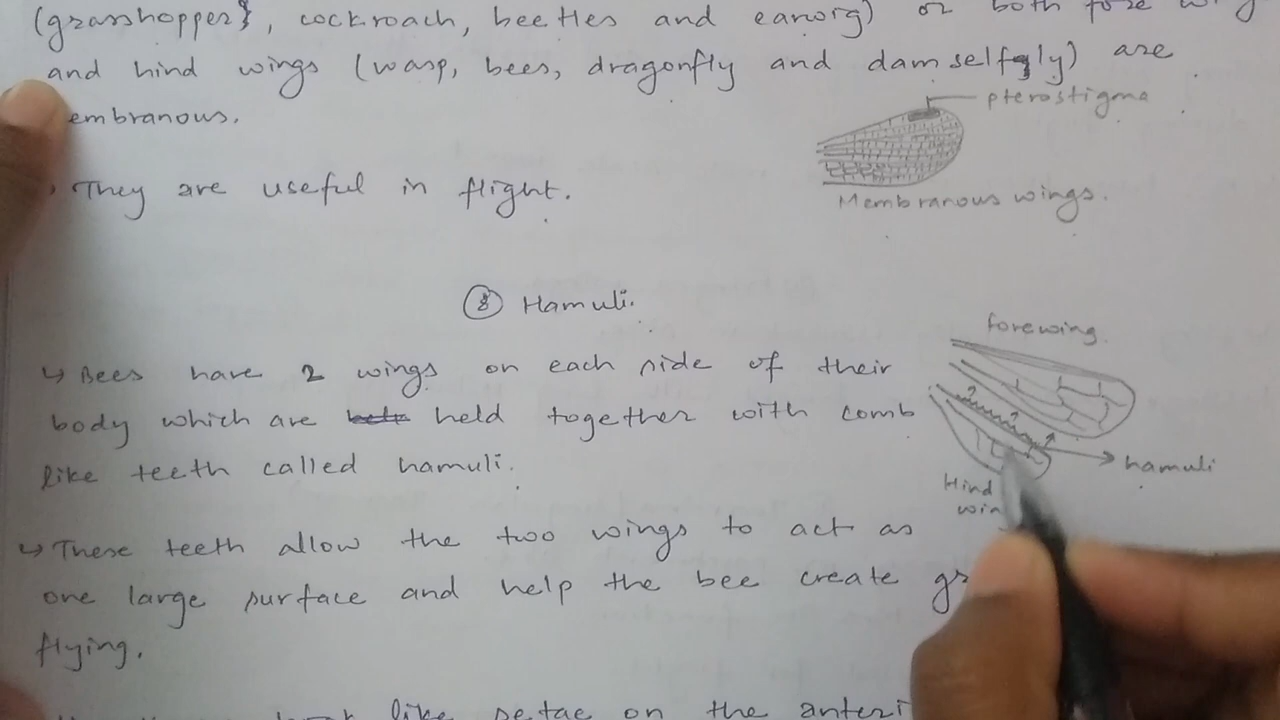 (grasshopper}, cockroach, beetles and earwig) or both fore wing
and hind wings (wasp, bees, dragonfly and damselfly) are
embranous.
pterostigma
They are useful in flight.
Membranous wings.
⑧ Hamuli.
forewing.
↳ Bees have 2 wings on each side of their
body which are held together with comb
like teeth called hamuli.
hamuli
Hind
win
↳ These teeth allow the two wings to act as
one large surface and help the bee create gr
flying.
like setae on the anteri